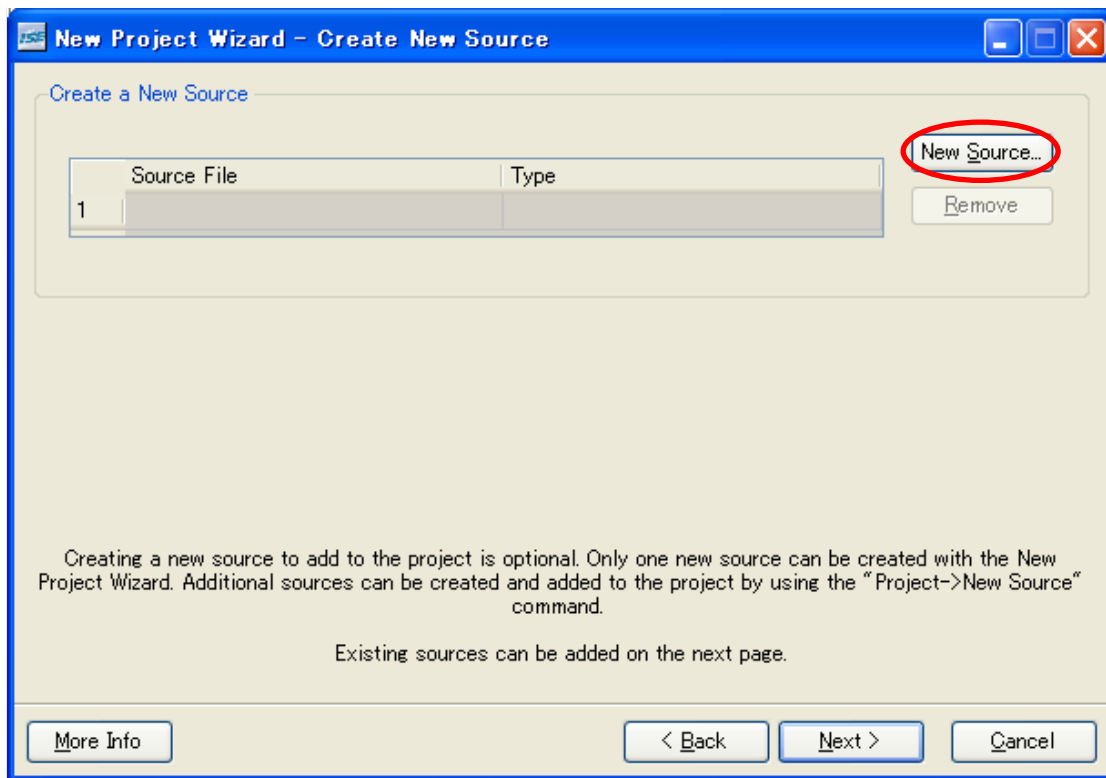 ISE New Project Wizard - Create New Source
Create a New Source
New Source...
Source File Type
1
Remove
Creating a new source to add to the project is optional. Only one new source can be created with the New
Project Wizard. Additional sources can be created and added to the project by using the "Project->New Source"
command.
Existing sources can be added on the next page.
More Info < Back Next > Cancel